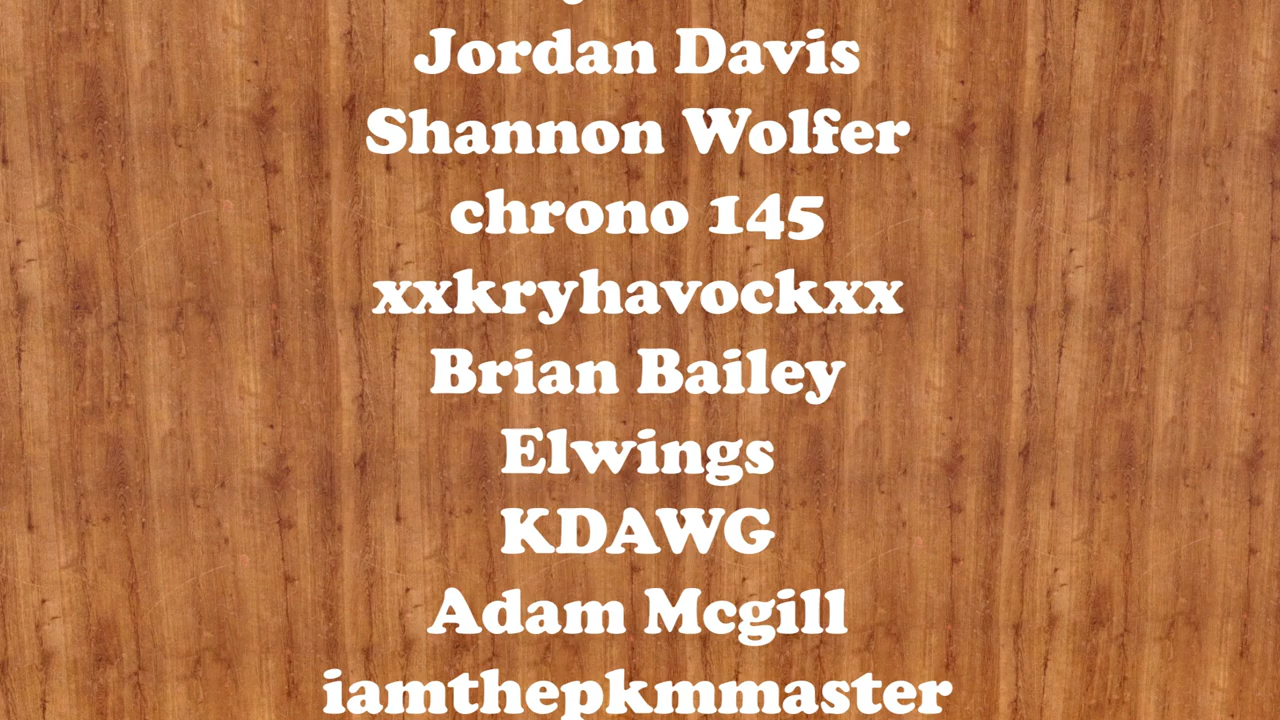 Jordan Davis
Shannon Wolfer
chrono 145
xxkryhavockxx
Brian Bailey
Elwings
KDAWG
Adam Mcgill
iamthepkmmaster